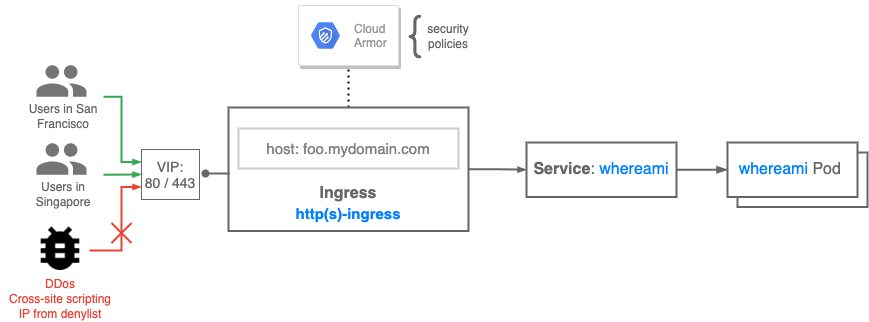 Cloud
Armor
security
policies
Users in San
Francisco
Users in
Singapore
DDos
Cross-site scripting
IP from denylist
VIP:
80 / 443
host: foo.mydomain.com
Ingress
http(s)-ingress
Service: whereami
whereami Pod